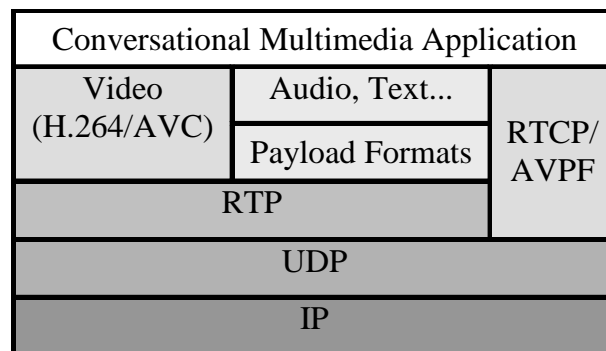 Conversational Multimedia Application
Video
(H.264/AVC)
Audio, Text...
Payload Formats
RTCP/
AVPF
RTP
UDP
IP